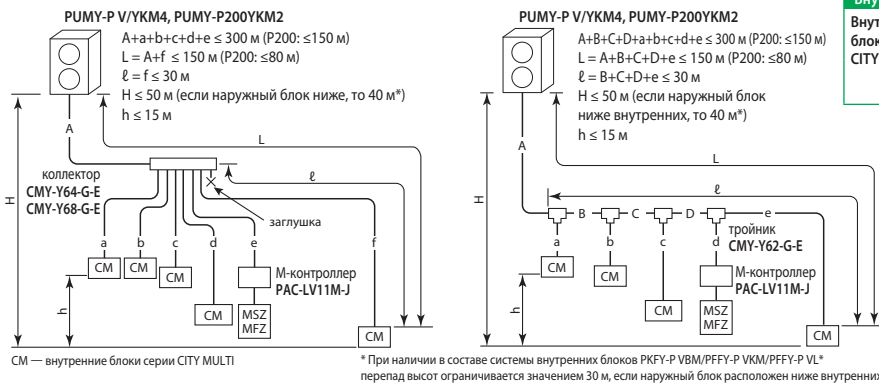 PUMY-P V/YKM4, PUMY-P200YKM2
A+a+b+c+d+e ≤ 300 м (P200: ≤150 м)
L = A+f ≤ 150 м (P200: ≤80 м)
ℓ = f ≤ 30 м
H ≤ 50 м (если наружный блок ниже, то 40 м*)
h ≤ 15 м
A
L
H
коллектор
CMY-Y64-G-E
CMY-Y68-G-E
ℓ
заглушка
a
b
c
d
e
f
CM
CM
CM
М-контроллер
PAC-LV11M-J
h
CM
MSZ
MFZ
CM
CM — внутренние блоки серии CITY MULTI
PUMY-P V/YKM4, PUMY-P200YKM2
A+B+C+D+a+b+c+d+e ≤ 300 м (P200: ≤150 м)
L = A+B+C+D+e ≤ 150 м (P200: ≤80 м)
ℓ = B+C+D+e ≤ 30 м
H ≤ 50 м (если наружный блок
ниже внутренних, то 40 м*)
h ≤ 15 м
A
L
H
ℓ
B
C
D
e
тройник
CMY-Y62-G-E
a
b
c
d
CM
CM
М-контроллер
PAC-LV11M-J
h
CM
MSZ
MFZ
CM
* При наличии в составе системы внутренних блоков PKFY-P VBM/PFFY-P VKM/PFFY-P VL*
перепад высот ограничивается значением 30 м, если наружный блок расположен ниже внутренних
Внут
блок
CITY